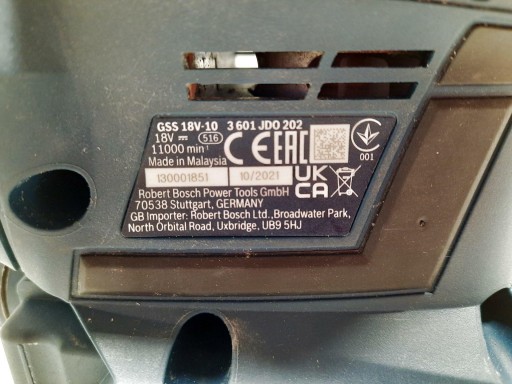 GSS 18V-10 3 601 JD0 202
18V ⎓ 516
11000 min⁻¹
Made in Malaysia
CE EAC
001
130001851 10/2021
UK
CA
Robert Bosch Power Tools GmbH
70538 Stuttgart, GERMANY
GB Importer: Robert Bosch Ltd.,Broadwater Park,
North Orbital Road, Uxbridge, UB9 5HJ